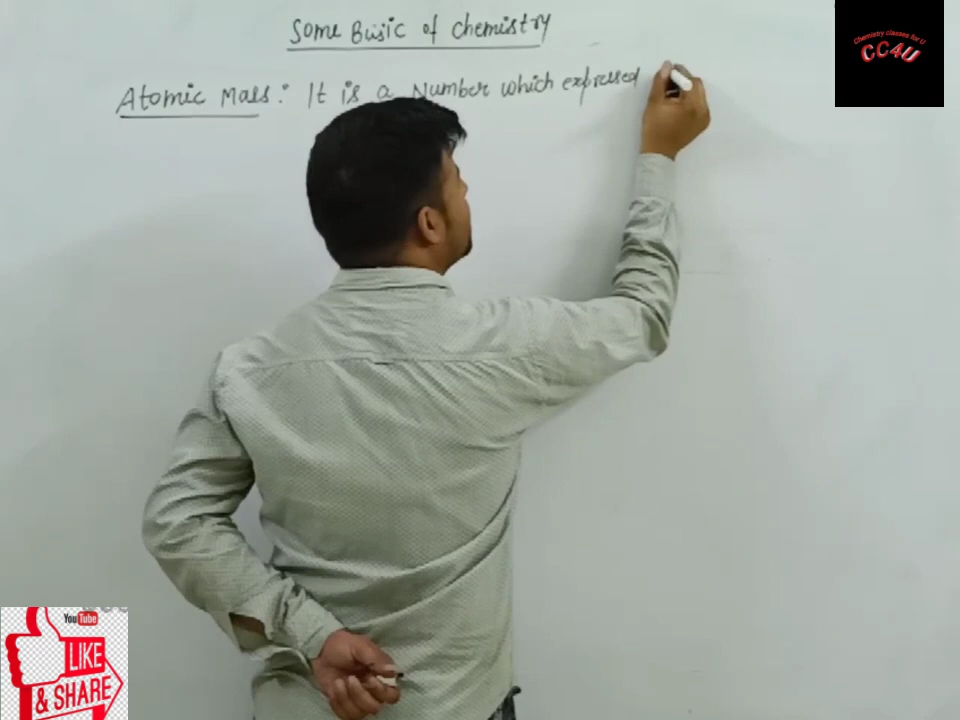 Some Basic of chemistry
Chemistry classes for U
CC4U
Atomic Mass: It is a Number which expressed
YouTube
LIKE
& SHARE